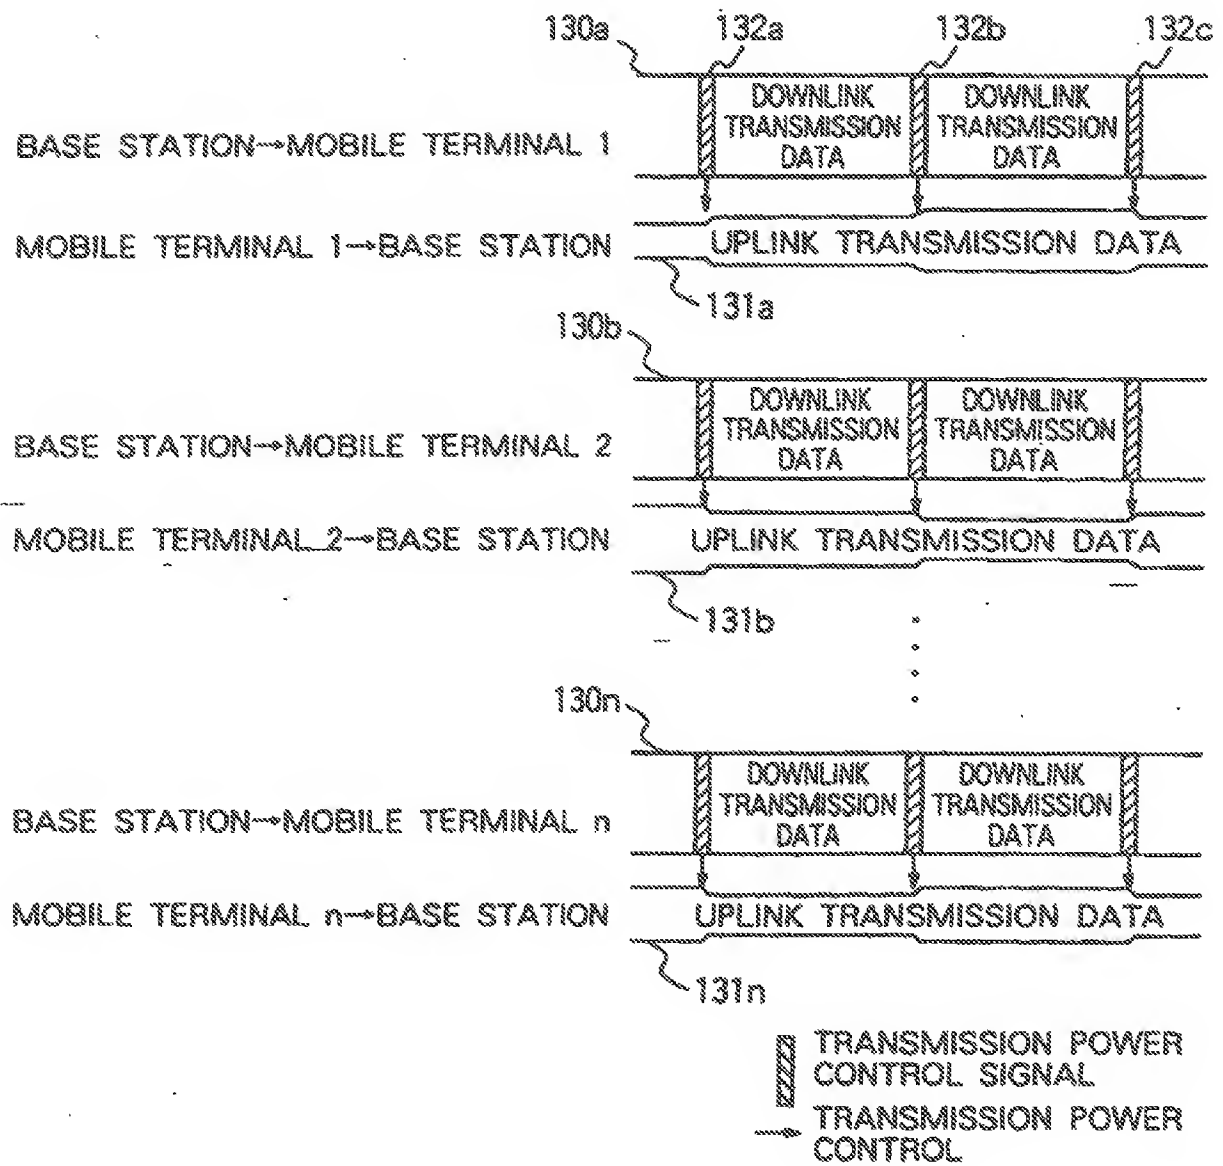 130a 132a 132b 132c
DOWNLINK TRANSMISSION DATA DOWNLINK TRANSMISSION DATA
BASE STATION→MOBILE TERMINAL 1
MOBILE TERMINAL 1→BASE STATION UPLINK TRANSMISSION DATA
131a
130b
DOWNLINK TRANSMISSION DATA DOWNLINK TRANSMISSION DATA
BASE STATION→MOBILE TERMINAL 2
MOBILE TERMINAL 2→BASE STATION UPLINK TRANSMISSION DATA
131b
130n
DOWNLINK TRANSMISSION DATA DOWNLINK TRANSMISSION DATA
BASE STATION→MOBILE TERMINAL n
MOBILE TERMINAL n→BASE STATION UPLINK TRANSMISSION DATA
131n
TRANSMISSION POWER
CONTROL SIGNAL
TRANSMISSION POWER
CONTROL